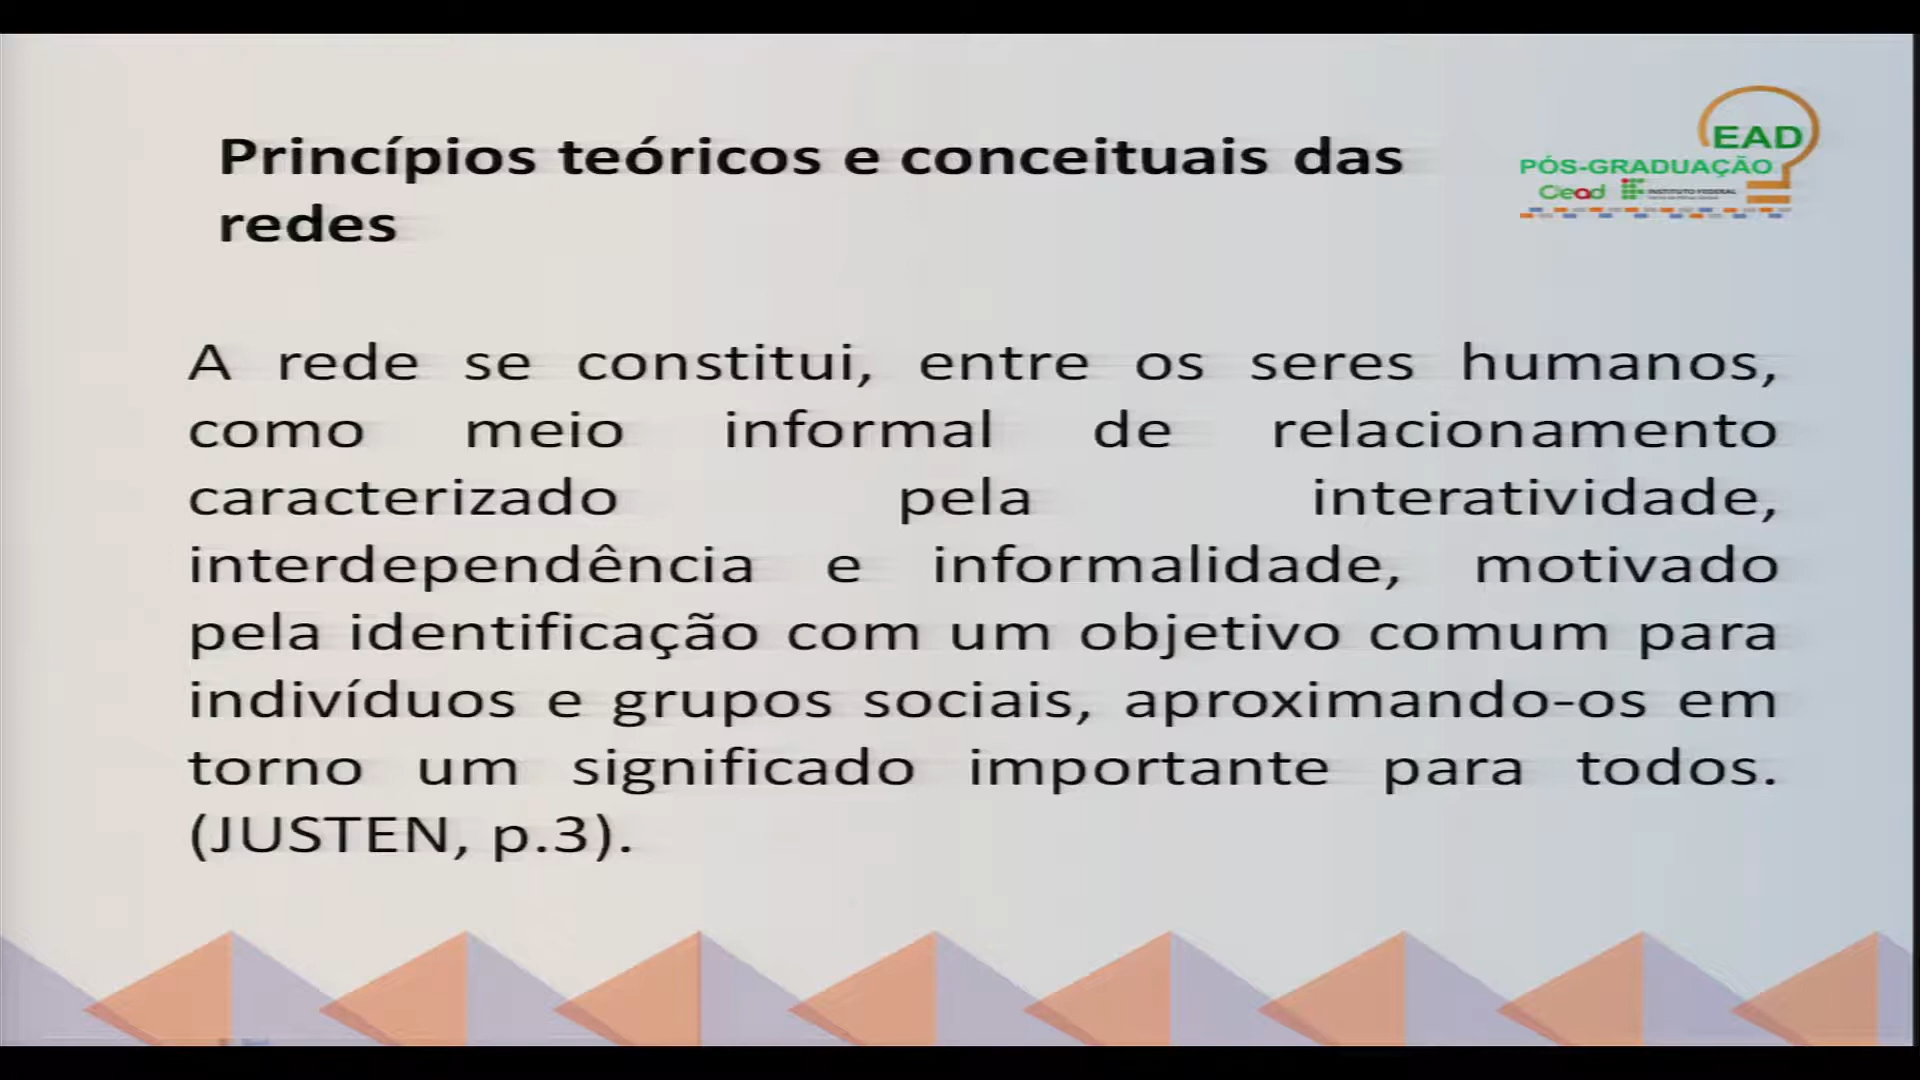 Princípios teóricos e conceituais das
redes
EAD
PÓS-GRADUAÇÃO
Cead
INSTITUTO FEDERAL
A rede se constitui, entre os seres humanos,
como meio informal de relacionamento
caracterizado pela interatividade,
interdependência e informalidade, motivado
pela identificação com um objetivo comum para
indivíduos e grupos sociais, aproximando-os em
torno um significado importante para todos.
(JUSTEN, p.3).